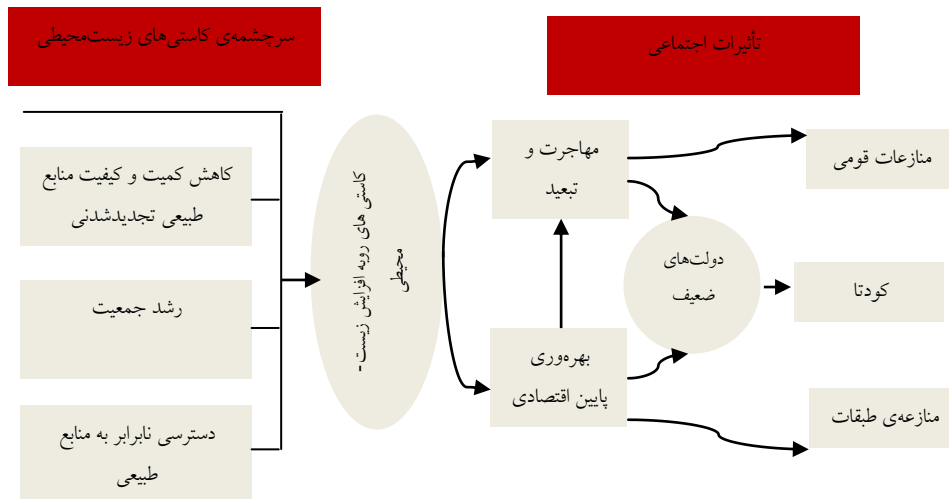 سرچشمه‌ی کاستی‌های زیست‌محیطی
تأثیرات اجتماعی
کاهش کمیت و کیفیت منابع
طبیعی تجدیدشدنی
رشد جمعیت
دسترسی نابرابر به منابع
طبیعی
کاستی های روبه افزایش زیست-
محیطی
مهاجرت و
تبعید
بهره‌وری
پایین اقتصادی
دولت‌های
ضعیف
منازعات قومی
کودتا
منازعه‌ی طبقات